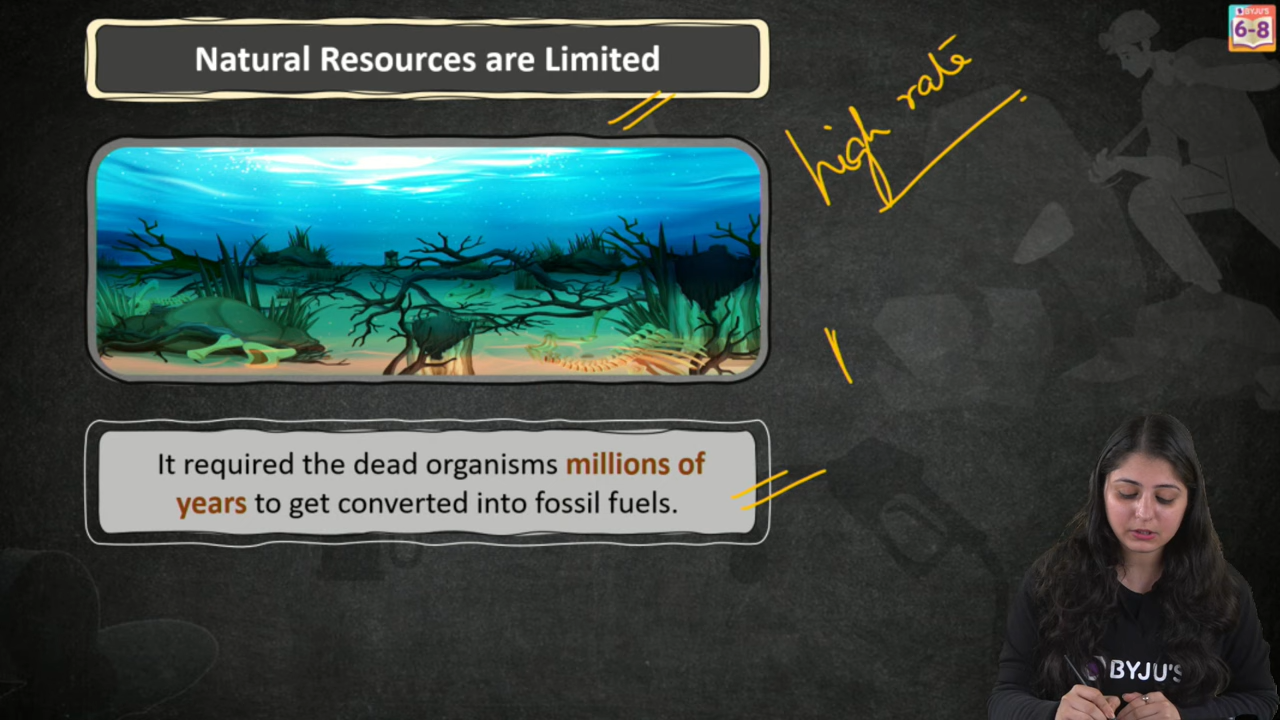 Natural Resources are Limited
high rate
BYJU'S
6-8
It required the dead organisms millions of
years to get converted into fossil fuels.
BYJU'S